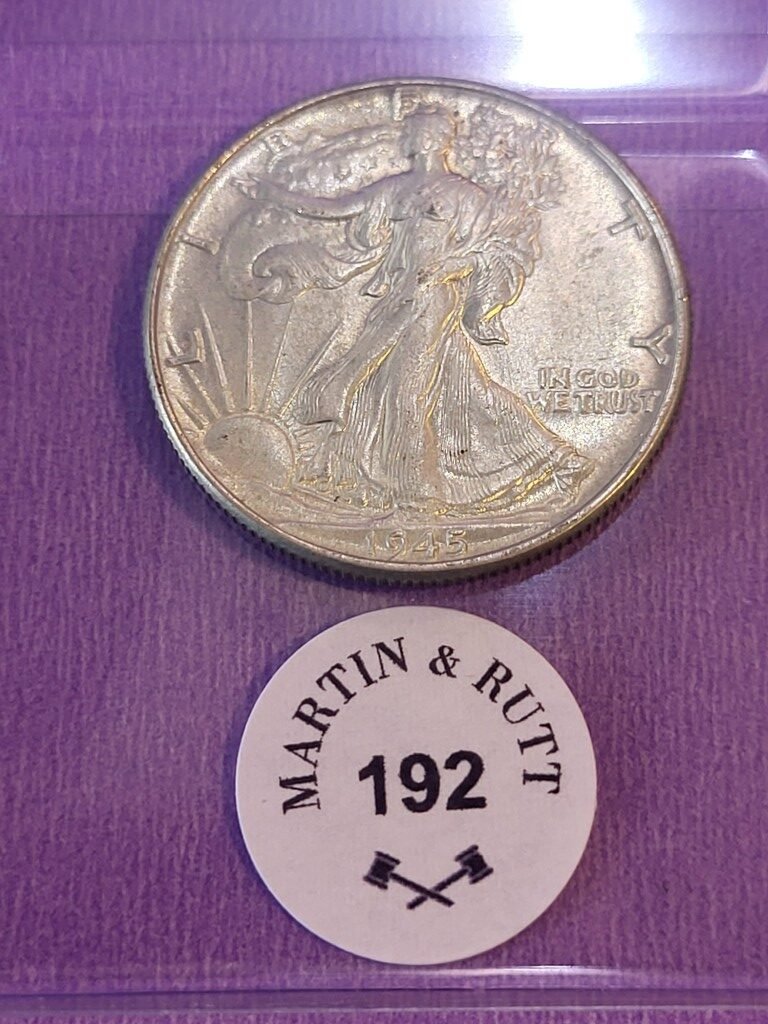 LIBERTY
IN GOD
WE TRUST
1945
MARTIN & RUTT
192